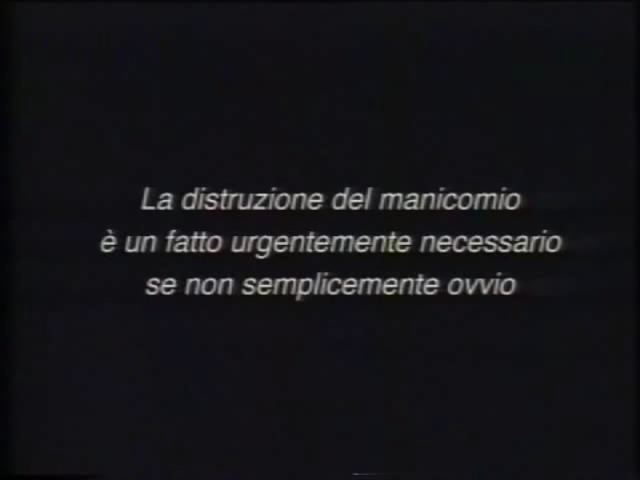 La distruzione del manicomio
è un fatto urgentemente necessario
se non semplicemente ovvio